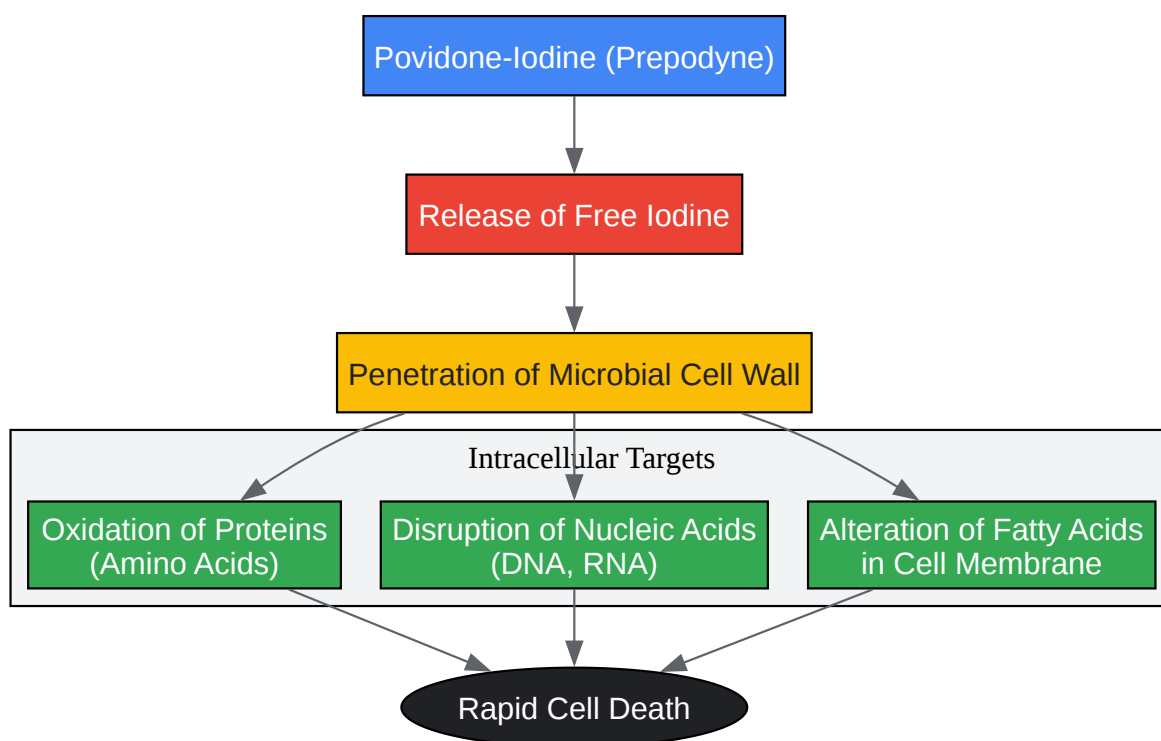 Povidone-Iodine (Prepodyne)
Release of Free Iodine
Penetration of Microbial Cell Wall
Intracellular Targets
Oxidation of Proteins
(Amino Acids)
Disruption of Nucleic Acids
(DNA, RNA)
Alteration of Fatty Acids
in Cell Membrane
Rapid Cell Death